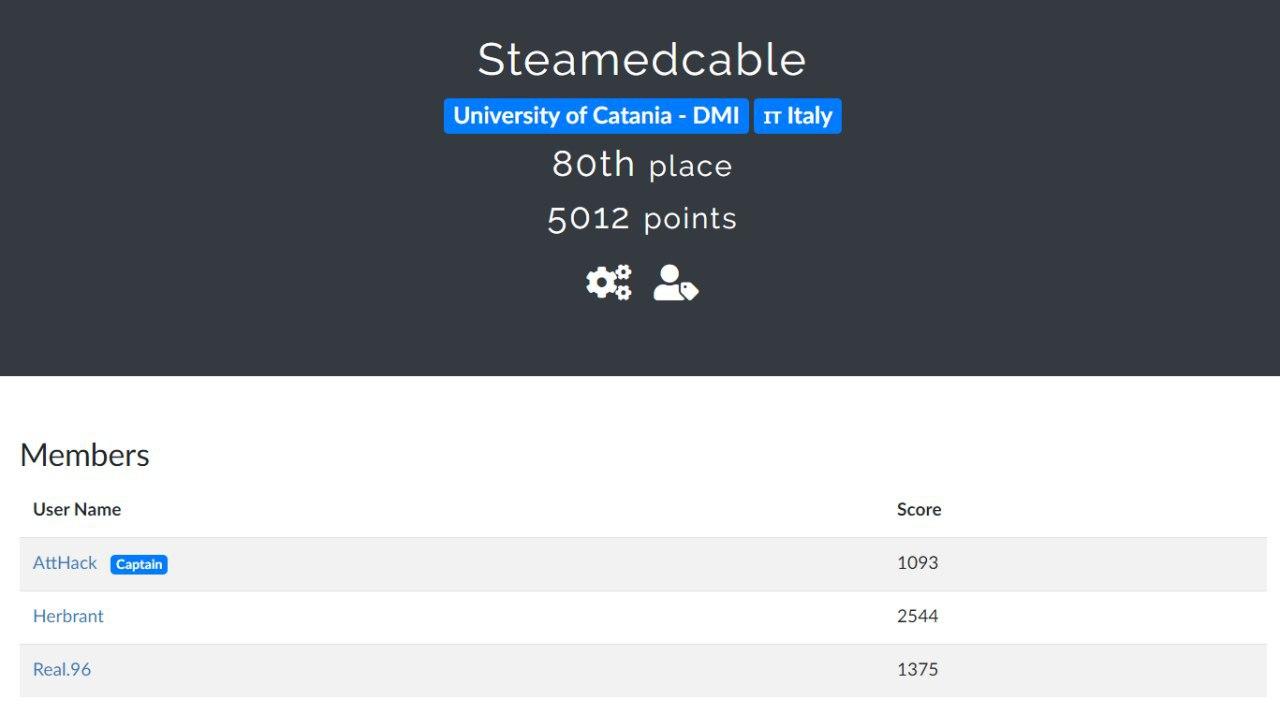 Steamedcable
University of Catania - DMI IT Italy
80th place
5012 points
Members
User Name Score
AttHack Captain 1093
Herbrant 2544
Real.96 1375